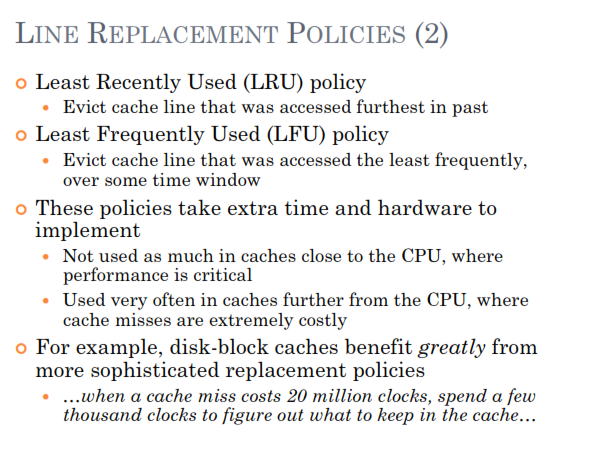 LINE REPLACEMENT POLICIES (2)
Least Recently Used (LRU) policy
Evict cache line that was accessed furthest in past
Least Frequently Used (LFU) policy
Evict cache line that was accessed the least frequently,
over some time window
These policies take extra time and hardware to
implement
Not used as much in caches close to the CPU, where
performance is critical
Used very often in caches further from the CPU, where
cache misses are extremely costly
For example, disk-block caches benefit greatly from
more sophisticated replacement policies
…when a cache miss costs 20 million clocks, spend a few
thousand clocks to figure out what to keep in the cache…